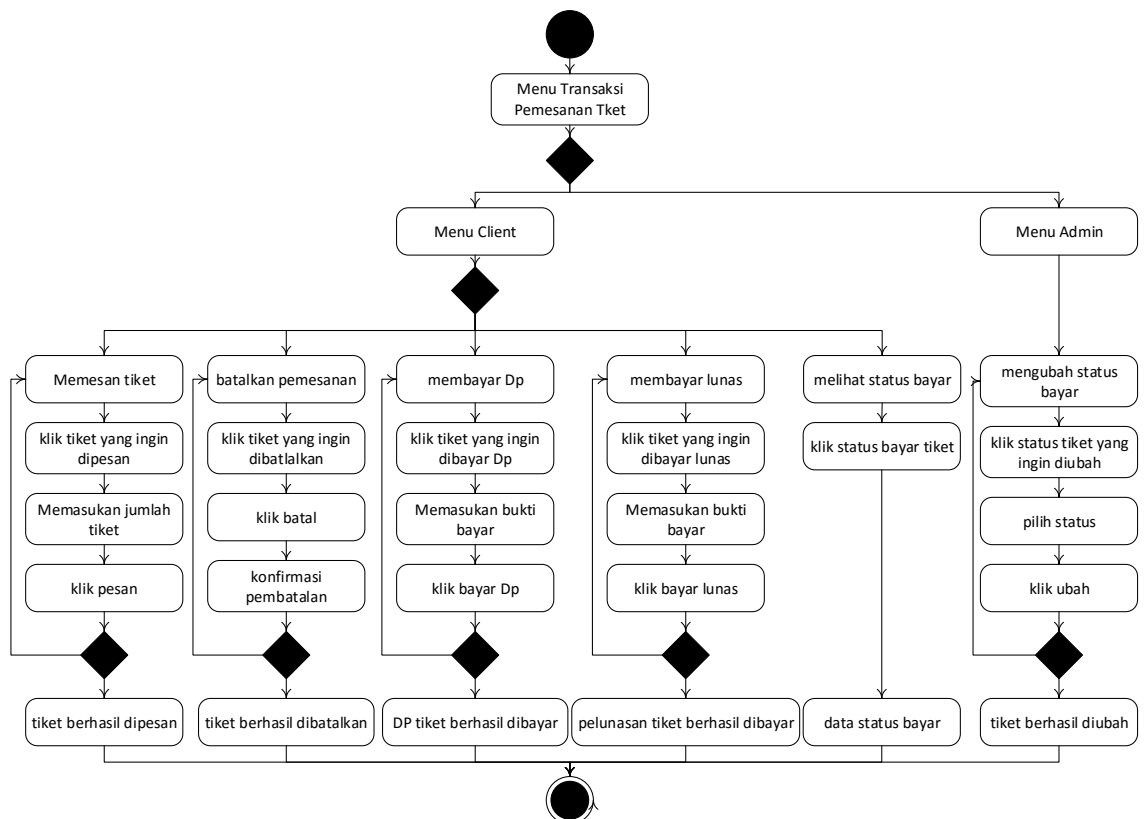 Menu Transaksi
Pemesanan Tket
Menu Client
Menu Admin
Memesan tiket
batalkan pemesanan
membayar Dp
membayar lunas
melihat status bayar
mengubah status
bayar
klik tiket yang ingin
dipesan
klik tiket yang ingin
dibatlalkan
klik tiket yang ingin
dibayar Dp
klik tiket yang ingin
dibayar lunas
klik status bayar tiket
klik status tiket yang
ingin diubah
Memasukan jumlah
tiket
klik batal
Memasukan bukti
bayar
Memasukan bukti
bayar
pilih status
klik pesan
konfirmasi
pembatalan
klik bayar Dp
klik bayar lunas
klik ubah
tiket berhasil dipesan
tiket berhasil dibatalkan
DP tiket berhasil dibayar
pelunasan tiket berhasil dibayar
data status bayar
tiket berhasil diubah